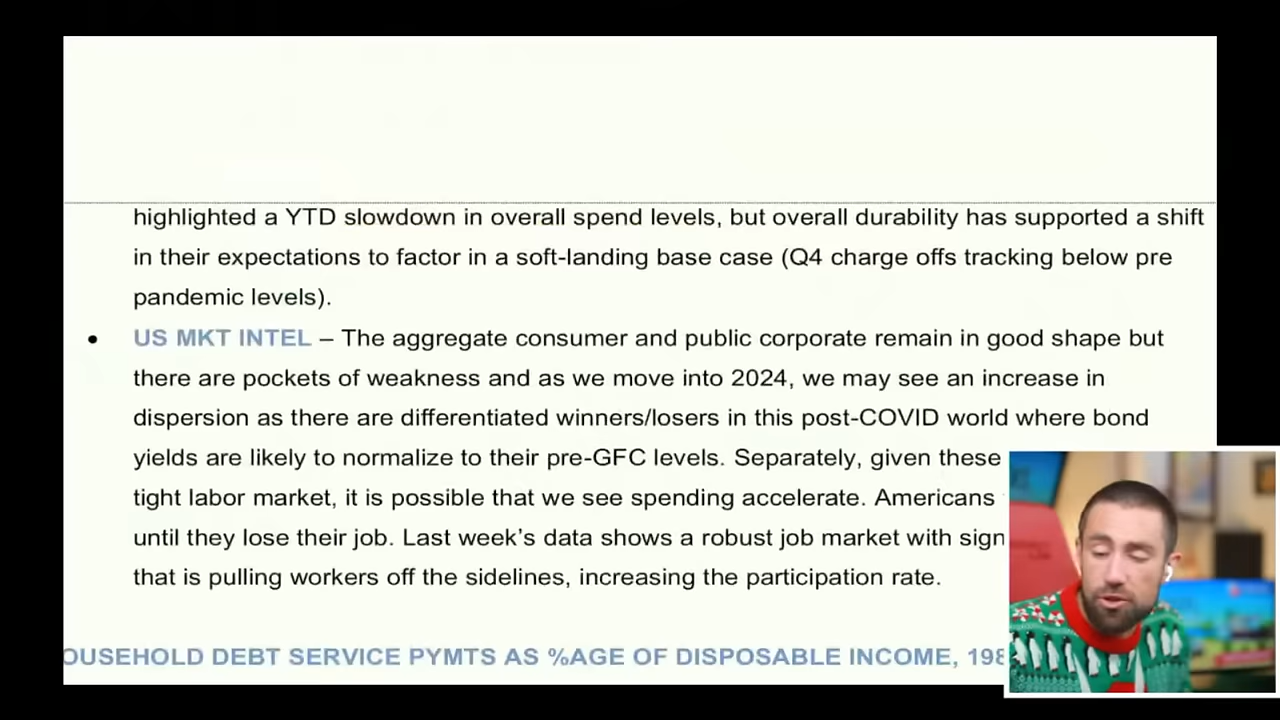 highlighted a YTD slowdown in overall spend levels, but overall durability has supported a shift
in their expectations to factor in a soft-landing base case (Q4 charge offs tracking below pre
pandemic levels).
• US MKT INTEL – The aggregate consumer and public corporate remain in good shape but
there are pockets of weakness and as we move into 2024, we may see an increase in
dispersion as there are differentiated winners/losers in this post-COVID world where bond
yields are likely to normalize to their pre-GFC levels. Separately, given these
tight labor market, it is possible that we see spending accelerate. Americans
until they lose their job. Last week’s data shows a robust job market with sign
that is pulling workers off the sidelines, increasing the participation rate.
OUSEHOLD DEBT SERVICE PYMTS AS %AGE OF DISPOSABLE INCOME, 198